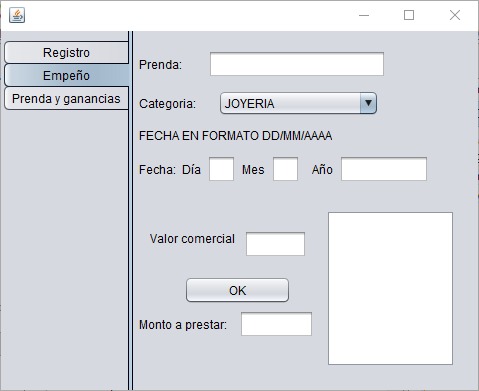 Registro
Empeño
Prenda y ganancias
Prenda:
Categoria: JOYERIA
FECHA EN FORMATO DD/MM/AAAA
Fecha: Día Mes Año
Valor comercial
OK
Monto a prestar: